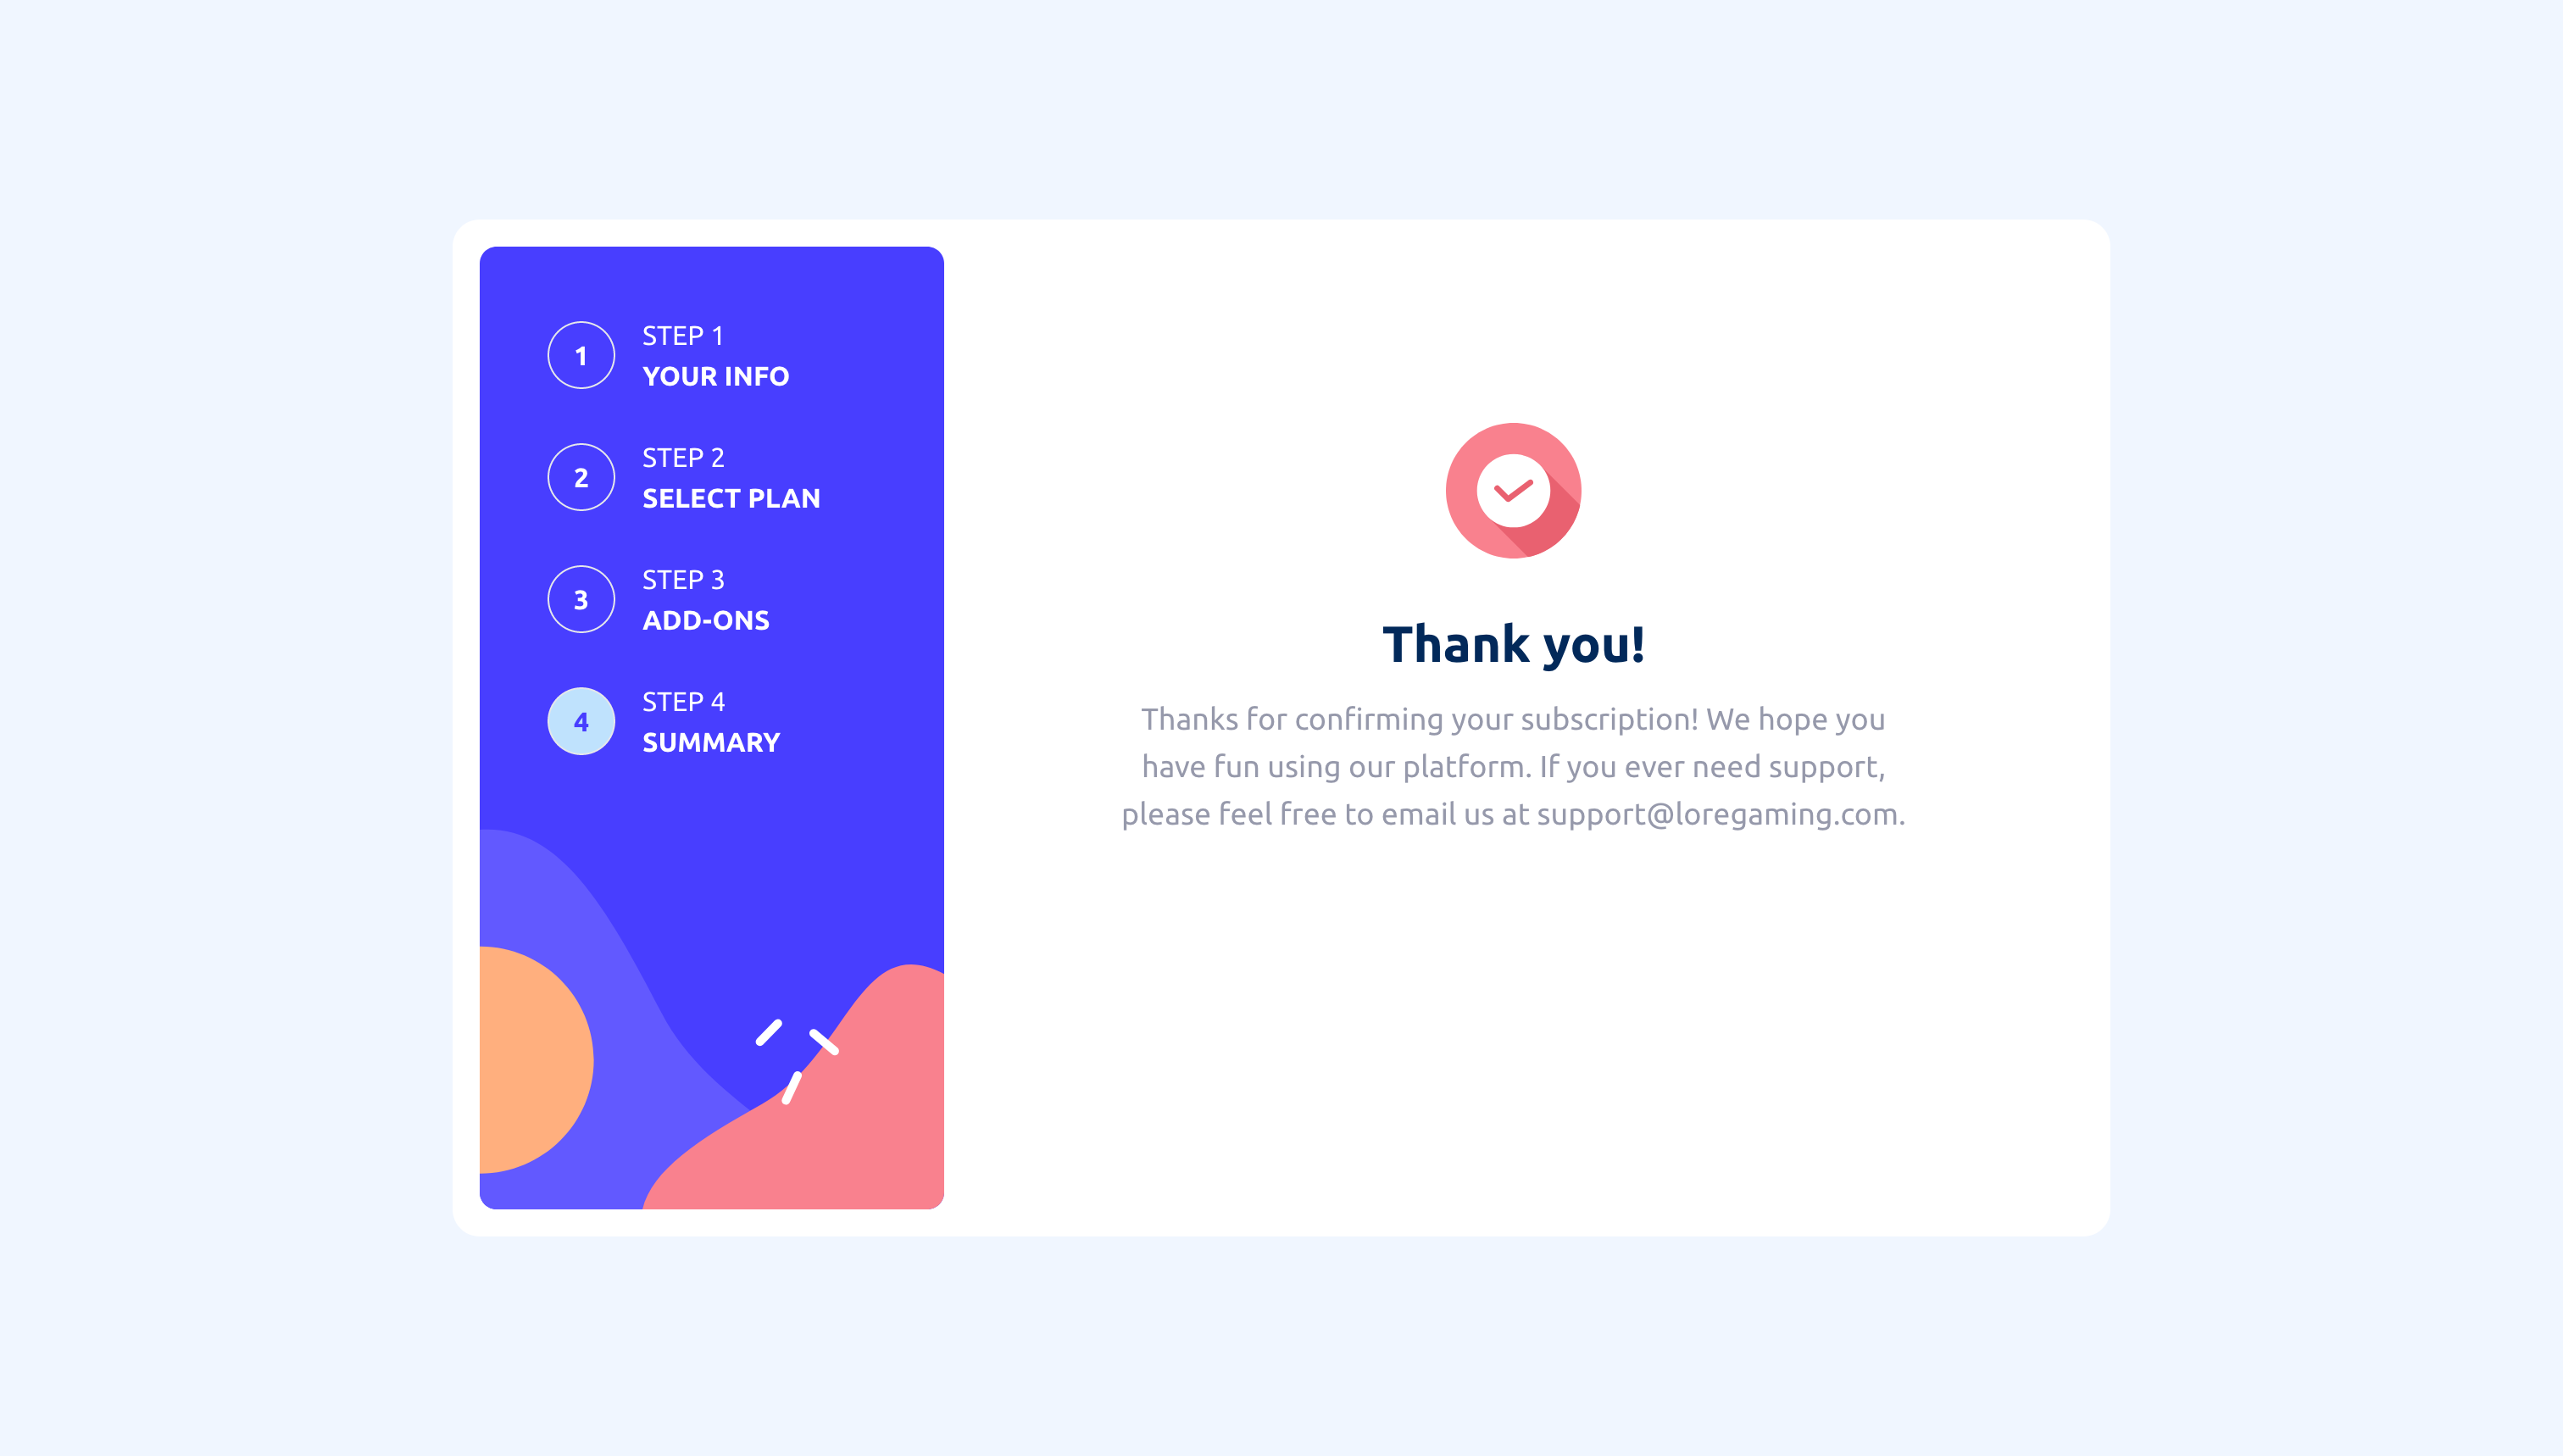 1
STEP 1
YOUR INFO
2
STEP 2
SELECT PLAN
3
STEP 3
ADD-ONS
4
STEP 4
SUMMARY
Thank you!
Thanks for confirming your subscription! We hope you
have fun using our platform. If you ever need support,
please feel free to email us at support@loregaming.com.